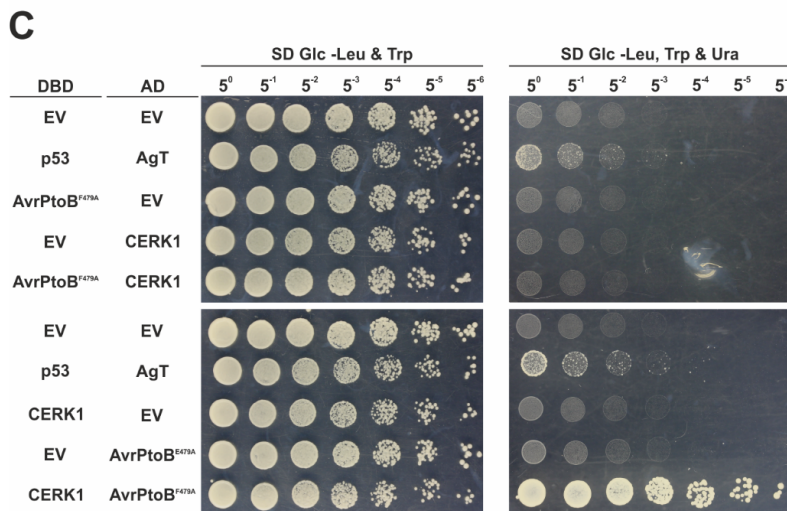 C
SD Glc -Leu & Trp SD Glc -Leu, Trp & Ura
DBD AD 5⁰ 5⁻¹ 5⁻² 5⁻³ 5⁻⁴ 5⁻⁵ 5⁻⁶ 5⁰ 5⁻¹ 5⁻² 5⁻³ 5⁻⁴ 5⁻⁵
EV EV
p53 AgT
AvrPtoB^F479A EV
EV CERK1
AvrPtoB^F479A CERK1
EV EV
p53 AgT
CERK1 EV
EV AvrPtoB^E479A
CERK1 AvrPtoB^F479A